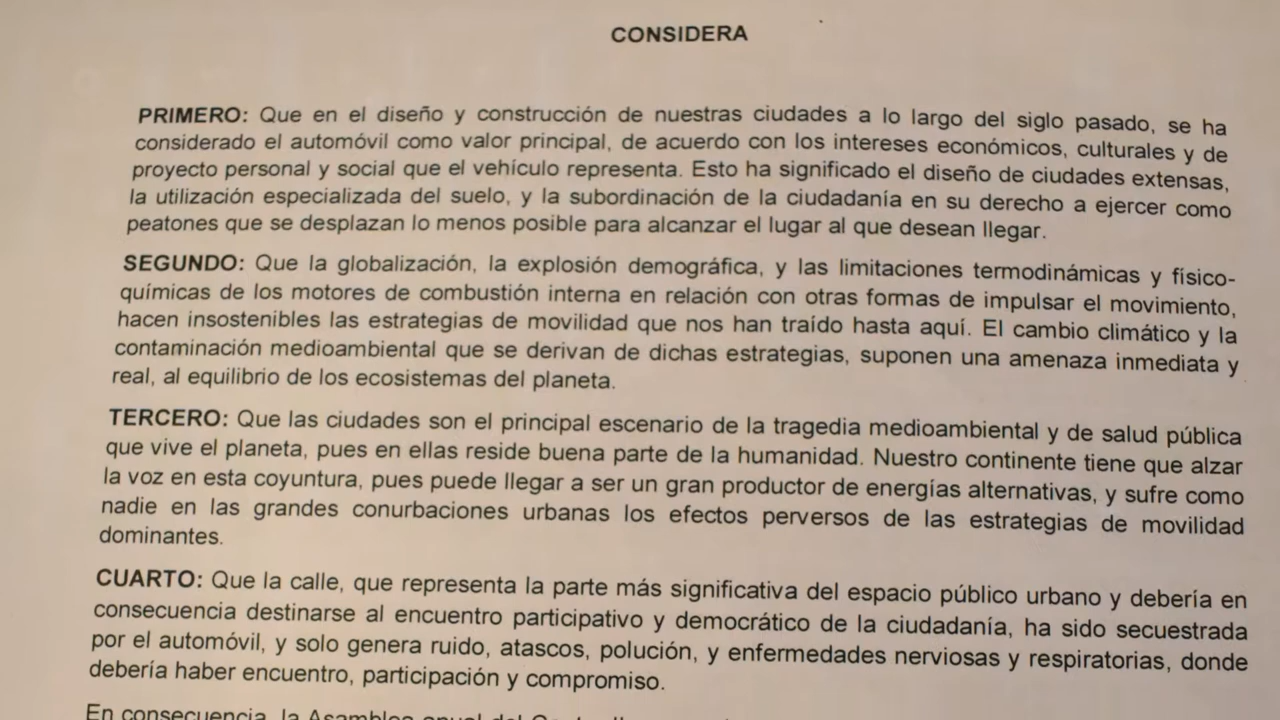 CONSIDERA
PRIMERO: Que en el diseño y construcción de nuestras ciudades a lo largo del siglo pasado, se ha
considerado el automóvil como valor principal, de acuerdo con los intereses económicos, culturales y de
proyecto personal y social que el vehículo representa. Esto ha significado el diseño de ciudades extensas,
la utilización especializada del suelo, y la subordinación de la ciudadanía en su derecho a ejercer como
peatones que se desplazan lo menos posible para alcanzar el lugar al que desean llegar.
SEGUNDO: Que la globalización, la explosión demográfica, y las limitaciones termodinámicas y físico-
químicas de los motores de combustión interna en relación con otras formas de impulsar el movimiento,
hacen insostenibles las estrategias de movilidad que nos han traído hasta aquí. El cambio climático y la
contaminación medioambiental que se derivan de dichas estrategias, suponen una amenaza inmediata y
real, al equilibrio de los ecosistemas del planeta.
TERCERO: Que las ciudades son el principal escenario de la tragedia medioambiental y de salud pública
que vive el planeta, pues en ellas reside buena parte de la humanidad. Nuestro continente tiene que alzar
la voz en esta coyuntura, pues puede llegar a ser un gran productor de energías alternativas, y sufre como
nadie en las grandes conurbaciones urbanas los efectos perversos de las estrategias de movilidad
dominantes.
CUARTO: Que la calle, que representa la parte más significativa del espacio público urbano y debería en
consecuencia destinarse al encuentro participativo y democrático de la ciudadanía, ha sido secuestrada
por el automóvil, y solo genera ruido, atascos, polución, y enfermedades nerviosas y respiratorias, donde
debería haber encuentro, participación y compromiso.
En consecuencia, la Asamblea anual del